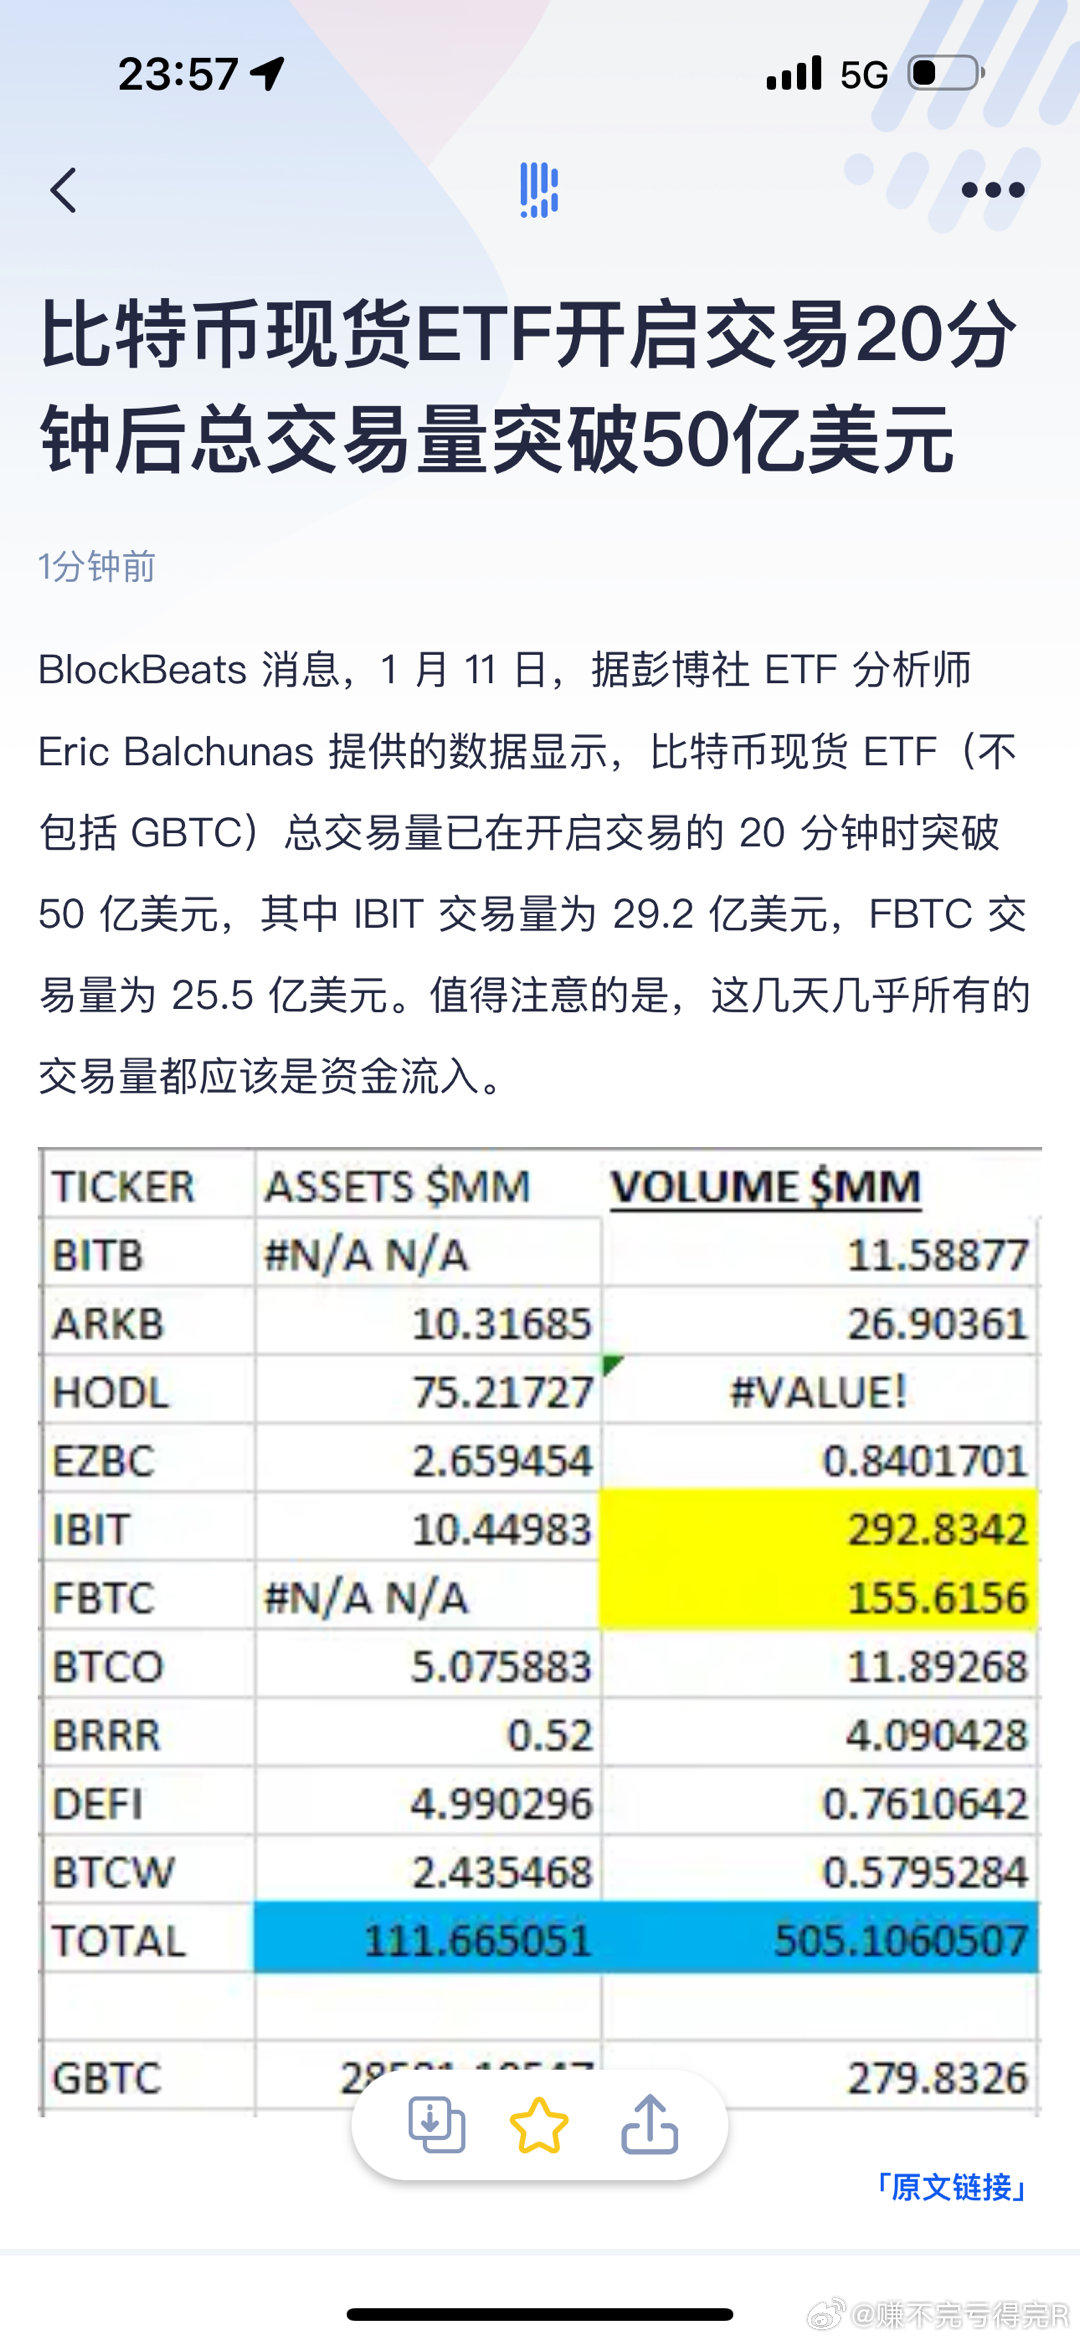 23:57
5G
比特币现货ETF开启交易20分
钟后总交易量突破50亿美元
1分钟前
BlockBeats 消息，1 月 11 日，据彭博社 ETF 分析师
Eric Balchunas 提供的数据显示，比特币现货 ETF（不
包括 GBTC）总交易量已在开启交易的 20 分钟时突破
50 亿美元，其中 IBIT 交易量为 29.2 亿美元，FBTC 交
易量为 25.5 亿美元。值得注意的是，这几天几乎所有的
交易量都应该是资金流入。
TICKER ASSETS $MM VOLUME $MM
BITB #N/A N/A 11.58877
ARKB 10.31685 26.90361
HODL 75.21727 #VALUE!
EZBC 2.659454 0.8401701
IBIT 10.44983 292.8342
FBTC #N/A N/A 155.6156
BTCO 5.075883 11.89268
BRRR 0.52 4.090428
DEFI 4.990296 0.7610642
BTCW 2.435468 0.5795284
TOTAL 111.665051 505.1060507
GBTC 279.8326
「原文链接」
@赚不完亏得完R